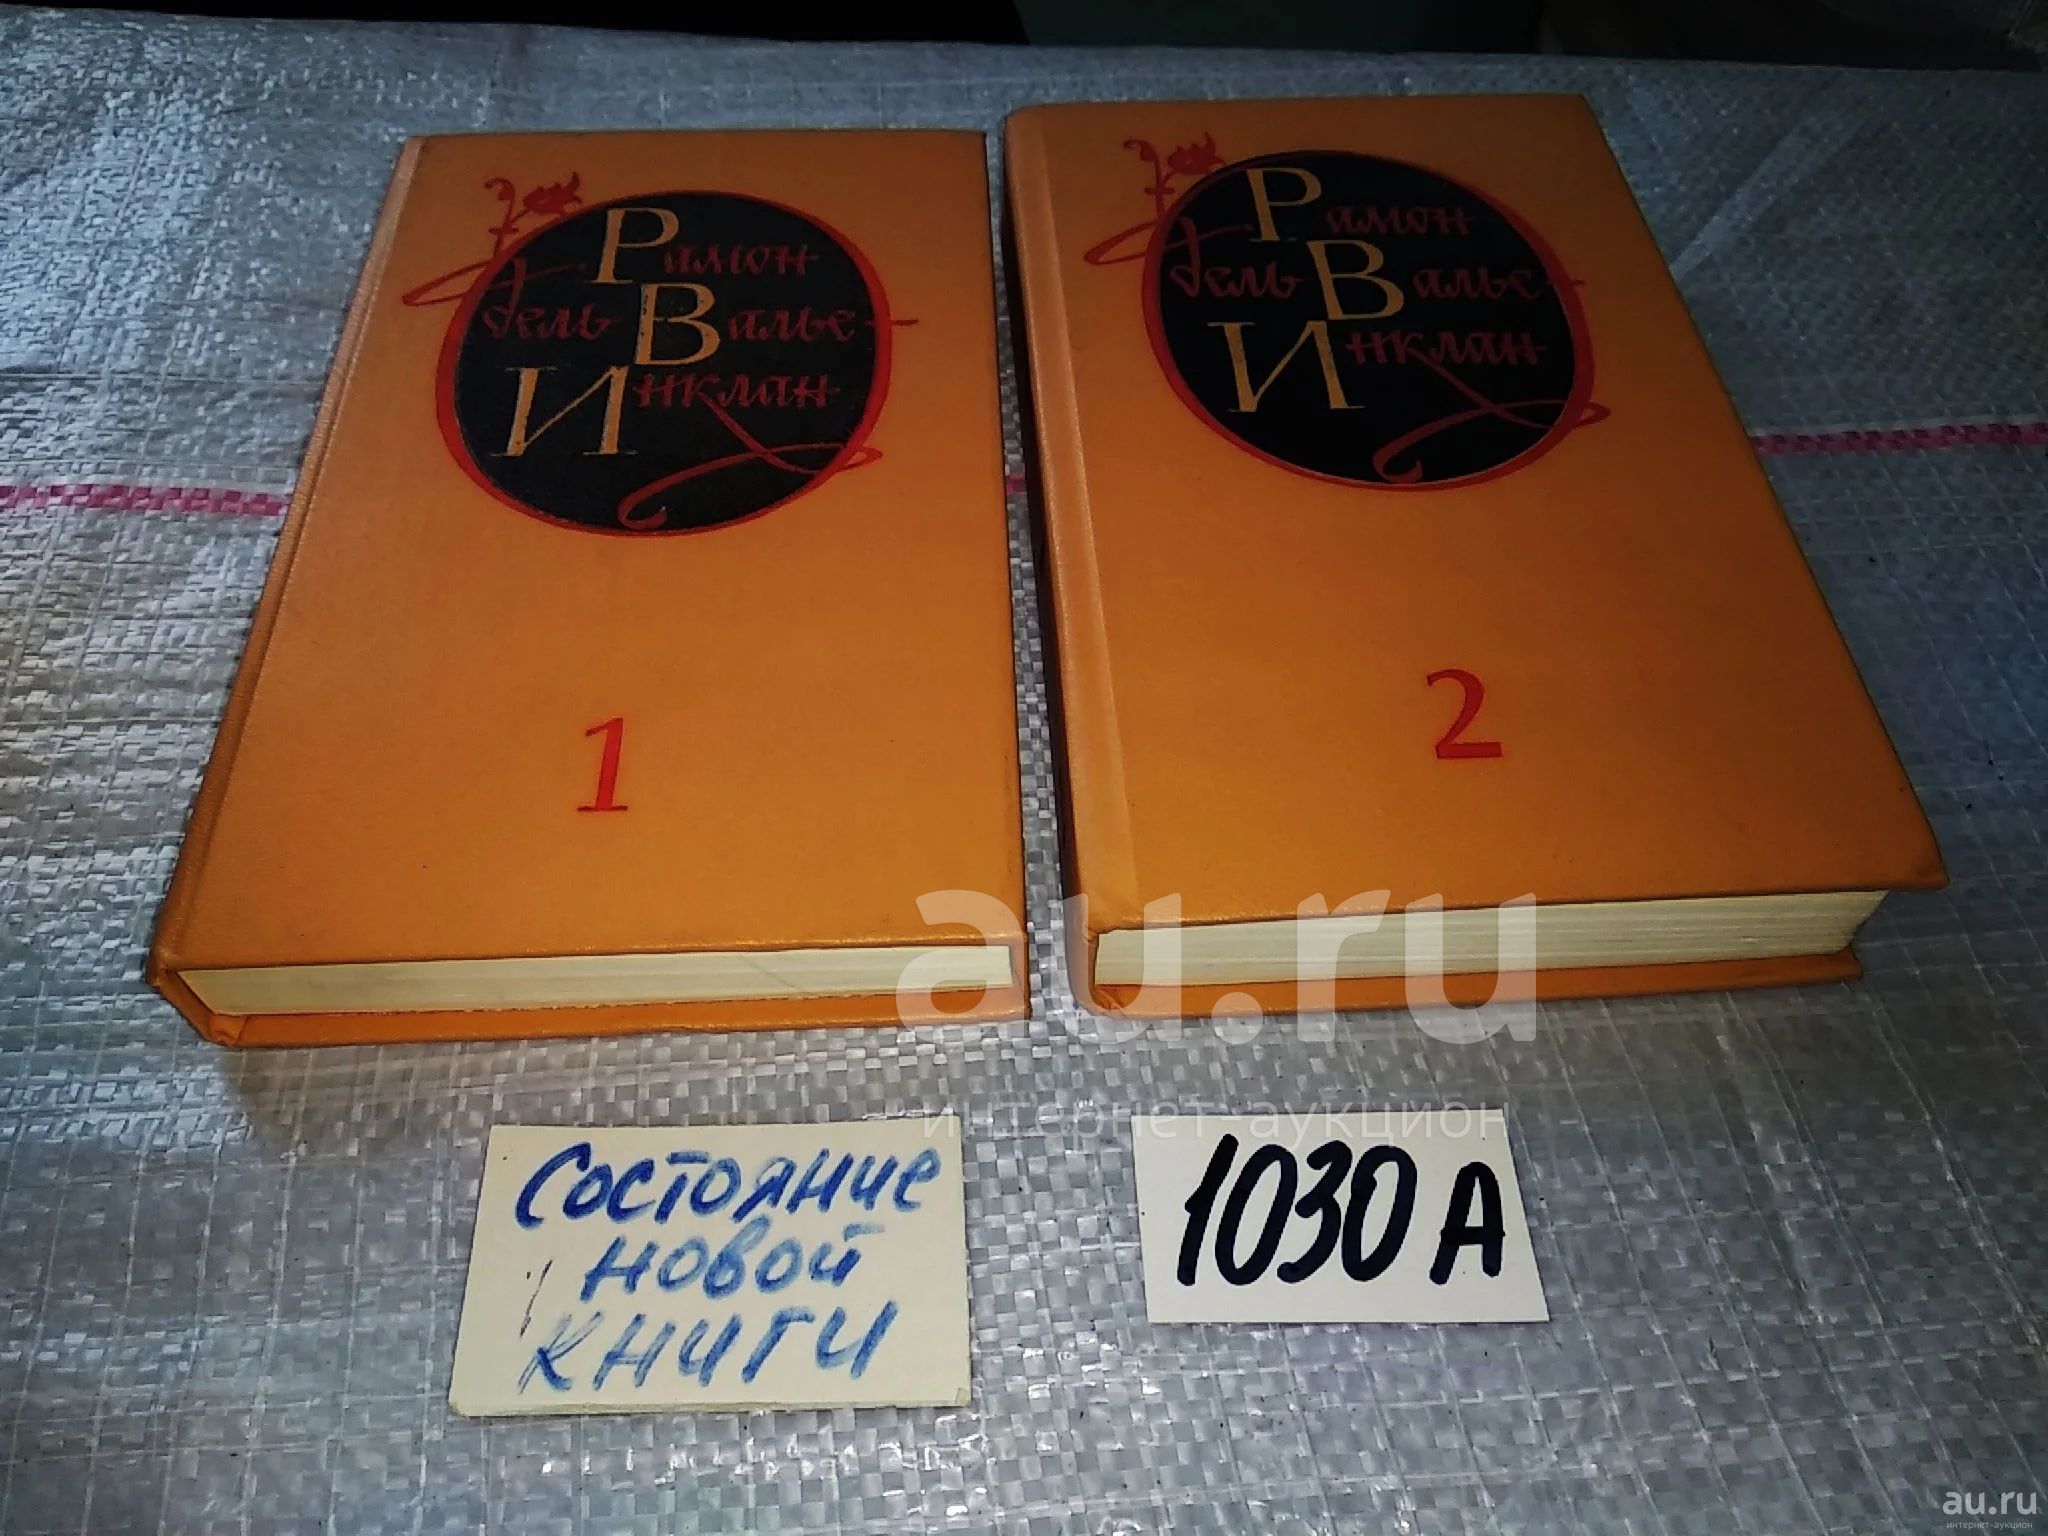 Рамон
дель Валье-
Инклан
1
Рамон
дель Валье-
Инклан
2
au.ru
интернет-аукцион
Состояние
новой
книги
1030 А
au.ru
интернет-аукцион